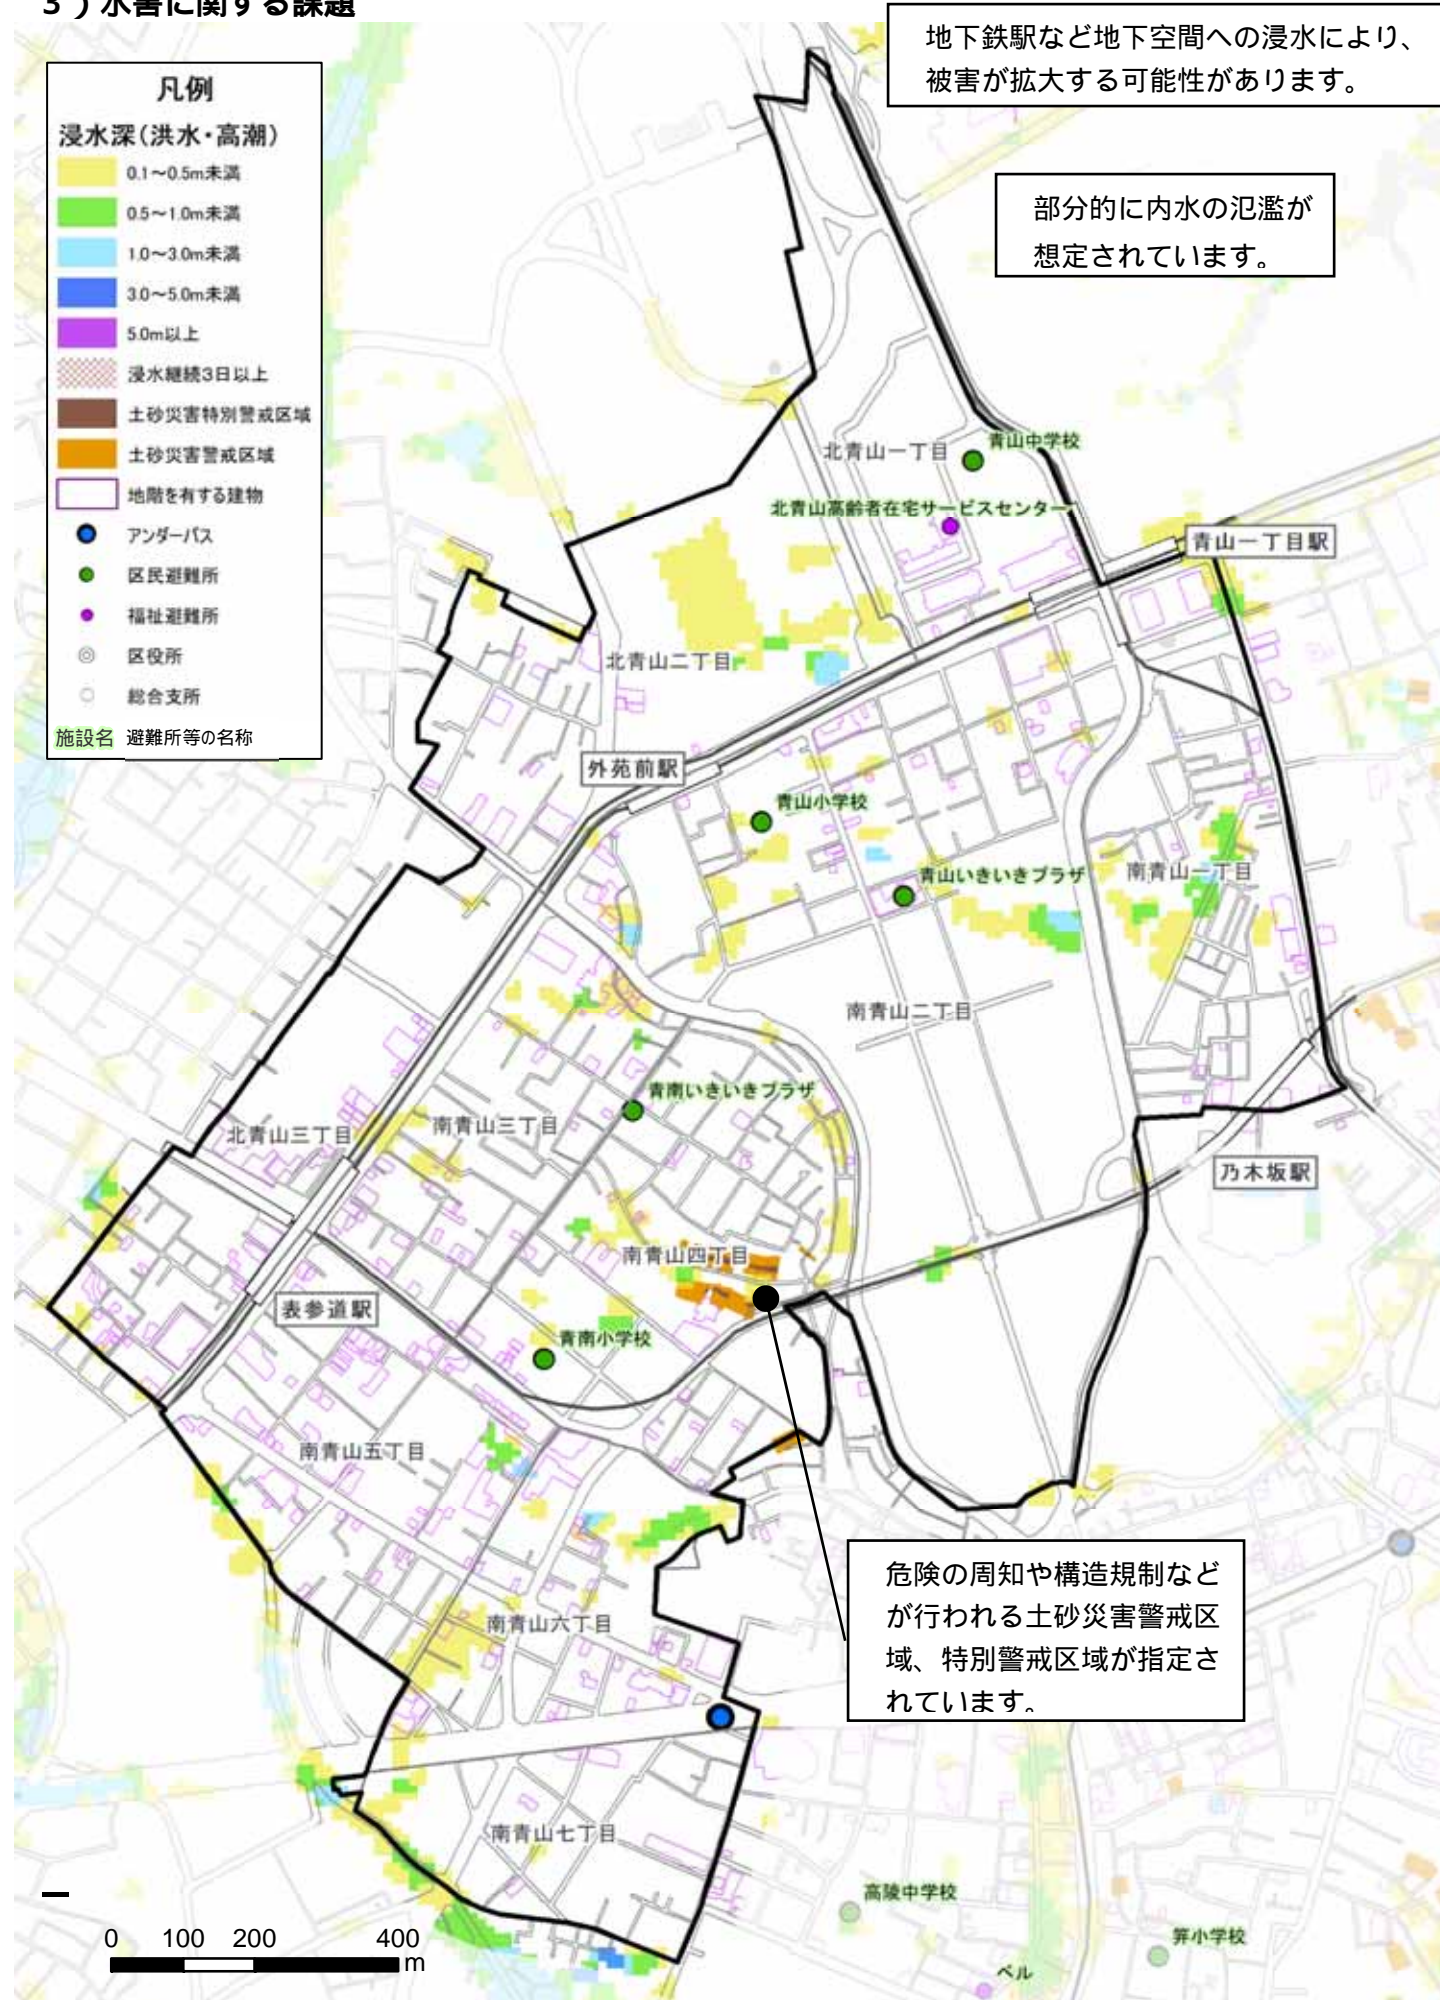 ３）水害に関する課題
地下鉄駅など地下空間への浸水により、
被害が拡大する可能性があります。
部分的に内水の氾濫が
想定されています。
凡例
浸水深(洪水・高潮)
0.1～0.5m未満
0.5～1.0m未満
1.0～3.0m未満
3.0～5.0m未満
5.0m以上
浸水継続3日以上
土砂災害特別警戒区域
土砂災害警戒区域
地階を有する建物
アンダーパス
区民避難所
福祉避難所
区役所
総合支所
施設名 避難所等の名称
北青山一丁目
青山中学校
北青山高齢者在宅サービスセンター
青山一丁目駅
北青山二丁目
外苑前駅
青山小学校
青山いきいきプラザ
南青山一丁目
南青山二丁目
青南いきいきプラザ
北青山三丁目
南青山三丁目
乃木坂駅
南青山四丁目
表参道駅
青南小学校
南青山五丁目
危険の周知や構造規制など
が行われる土砂災害警戒区
域、特別警戒区域が指定さ
れています。
南青山六丁目
南青山七丁目
高陵中学校
笄小学校
ベル
0 100 200 400
m